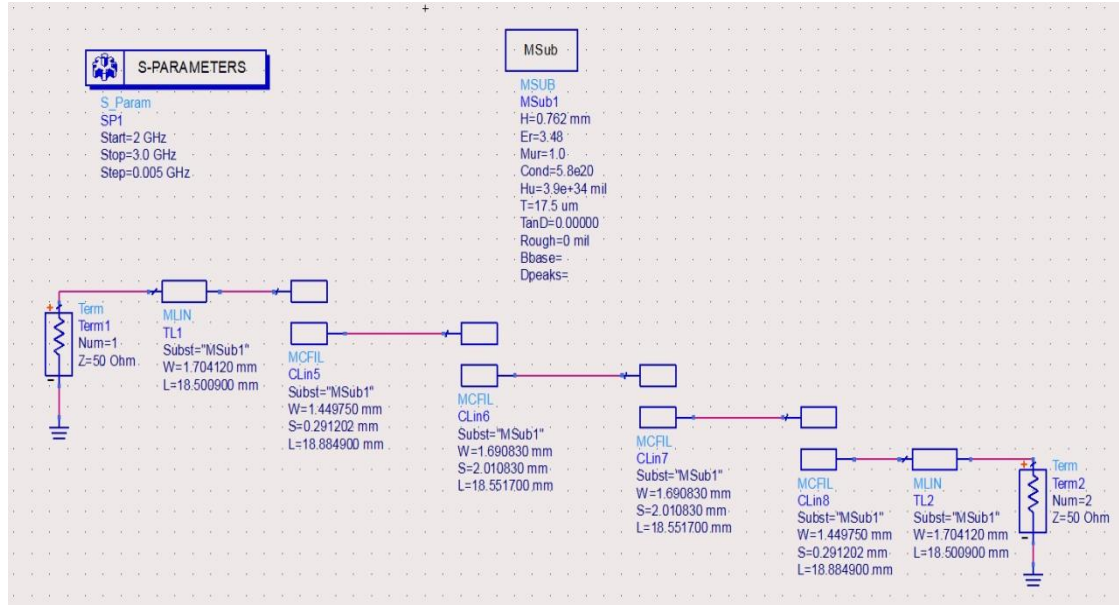 S-PARAMETERS
S_Param
SP1
Start=2 GHz
Stop=3.0 GHz
Step=0.005 GHz
MSub
MSUB
MSub1
H=0.762 mm
Er=3.48
Mur=1.0
Cond=5.8e20
Hu=3.9e+34 mil
T=17.5 um
TanD=0.00000
Rough=0 mil
Bbase=
Dpeaks=
+
Term
Term1
Num=1
Z=50 Ohm
-
MLIN
TL1
Subst="MSub1"
W=1.704120 mm
L=18.500900 mm
MCFIL
CLin5
Subst="MSub1"
W=1.449750 mm
S=0.291202 mm
L=18.884900 mm
MCFIL
CLin6
Subst="MSub1"
W=1.690830 mm
S=2.010830 mm
L=18.551700 mm
MCFIL
CLin7
Subst="MSub1"
W=1.690830 mm
S=2.010830 mm
L=18.551700 mm
MCFIL
CLin8
Subst="MSub1"
W=1.449750 mm
S=0.291202 mm
L=18.884900 mm
MLIN
TL2
Subst="MSub1"
W=1.704120 mm
L=18.500900 mm
+
Term
Term2
Num=2
Z=50 Ohm
-